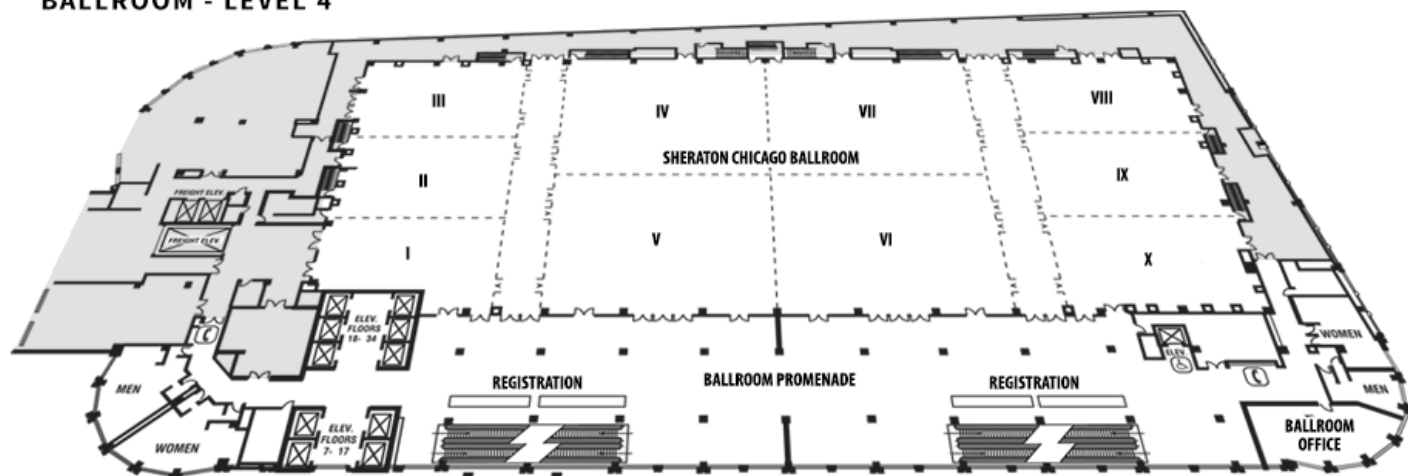 BALLROOM - LEVEL 4
III
IV
VII
VIII
SHERATON CHICAGO BALLROOM
II
IX
FREIGHT ELEV.
FREIGHT ELEV.
I
V
VI
X
ELEV.
FLOORS
18- 34
WOMEN
ELEV.
MEN
REGISTRATION
BALLROOM PROMENADE
REGISTRATION
MEN
WOMEN
ELEV.
FLOORS
7- 17
BALLROOM
OFFICE